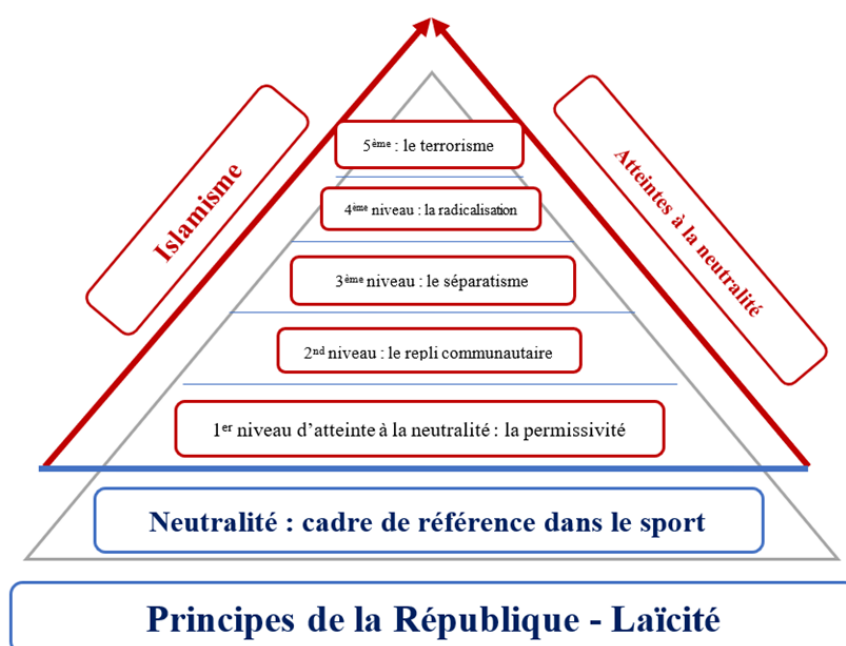 5ème : le terrorisme
4ème niveau : la radicalisation
3ème niveau : le séparatisme
2nd niveau : le repli communautaire
1er niveau d'atteinte à la neutralité : la permissivité
Islamisme
Atteintes à la neutralité
Neutralité : cadre de référence dans le sport
Principes de la République - Laïcité